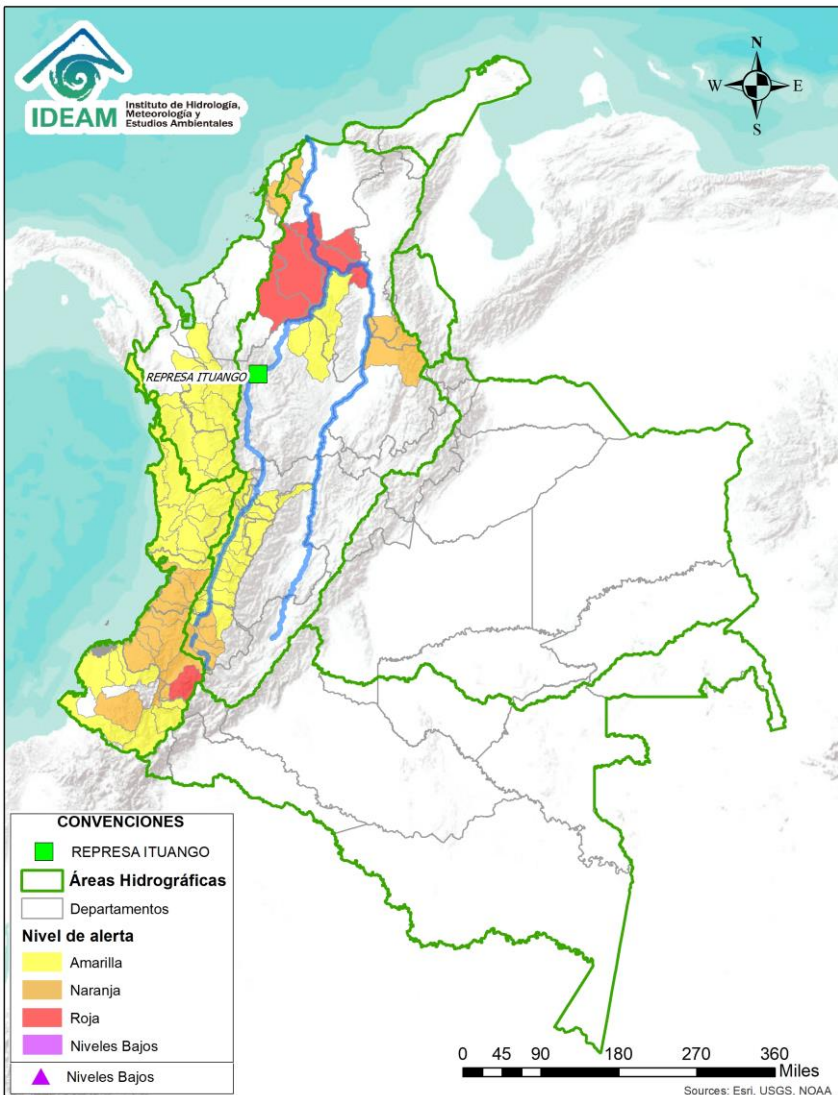 IDEAM
Instituto de Hidrología,
Meteorología y
Estudios Ambientales
N
W
E
S
REPRESA ITUANGO
CONVENCIONES
REPRESA ITUANGO
Áreas Hidrográficas
Departamentos
Nivel de alerta
Amarilla
Naranja
Roja
Niveles Bajos
Niveles Bajos
0 45 90 180 270 360
Miles
Sources: Esri, USGS, NOAA